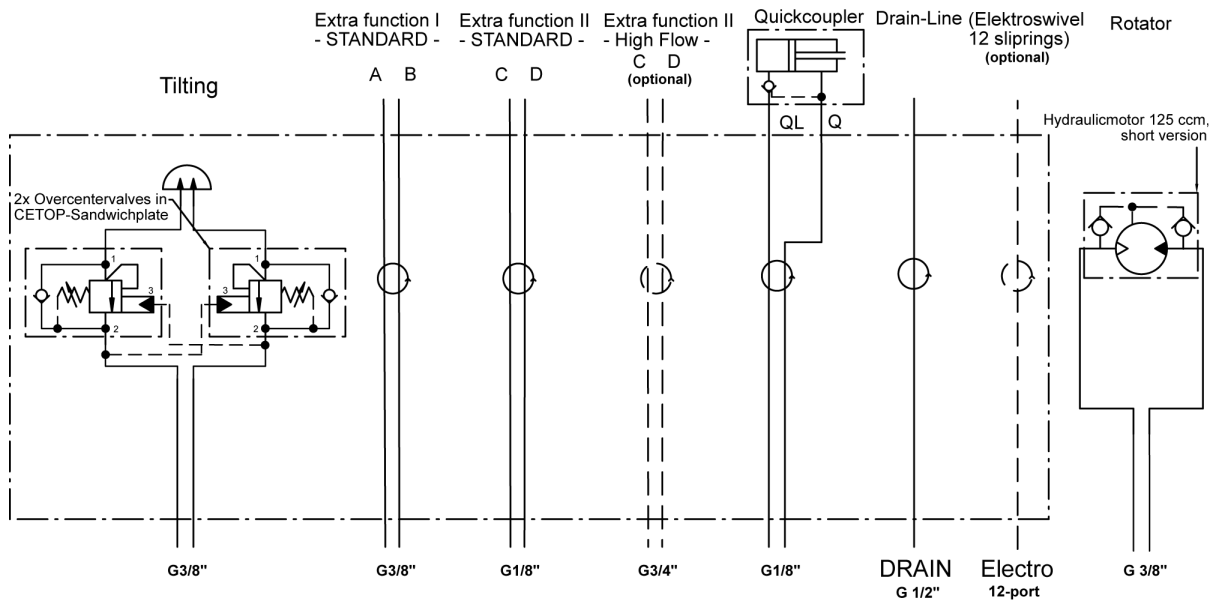 Extra function I
- STANDARD -
A B
Extra function II
- STANDARD -
C D
Extra function II
- High Flow -
C D
(optional)
Quickcoupler
Drain-Line
(Elektroswivel
12 sliprings)
(optional)
Rotator
Tilting
QL Q
Hydraulicmotor 125 ccm,
short version
2x Overcentervalves in
CETOP-Sandwichplate
1
3
2
1
3
2
G3/8"
G3/8"
G1/8"
G3/4"
G1/8"
DRAIN
G 1/2"
Electro
12-port
G 3/8"